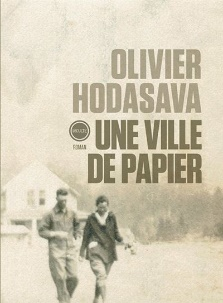 OLIVIER
HODASAVA
UNE VILLE
ROMAN
DE PAPIER